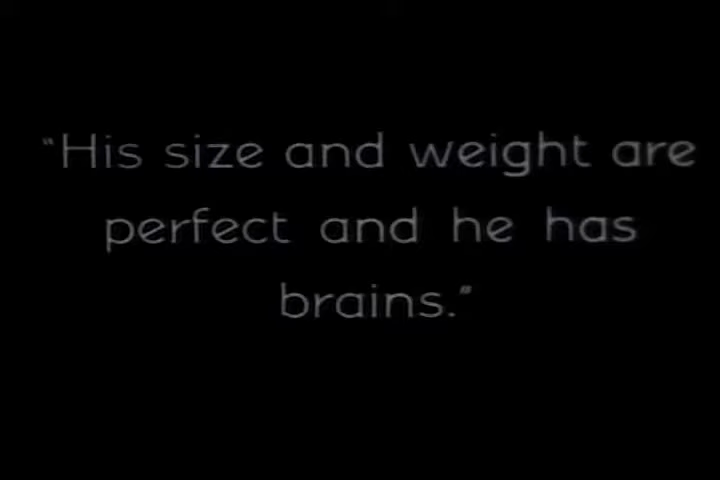 "His size and weight are
perfect and he has
brains."